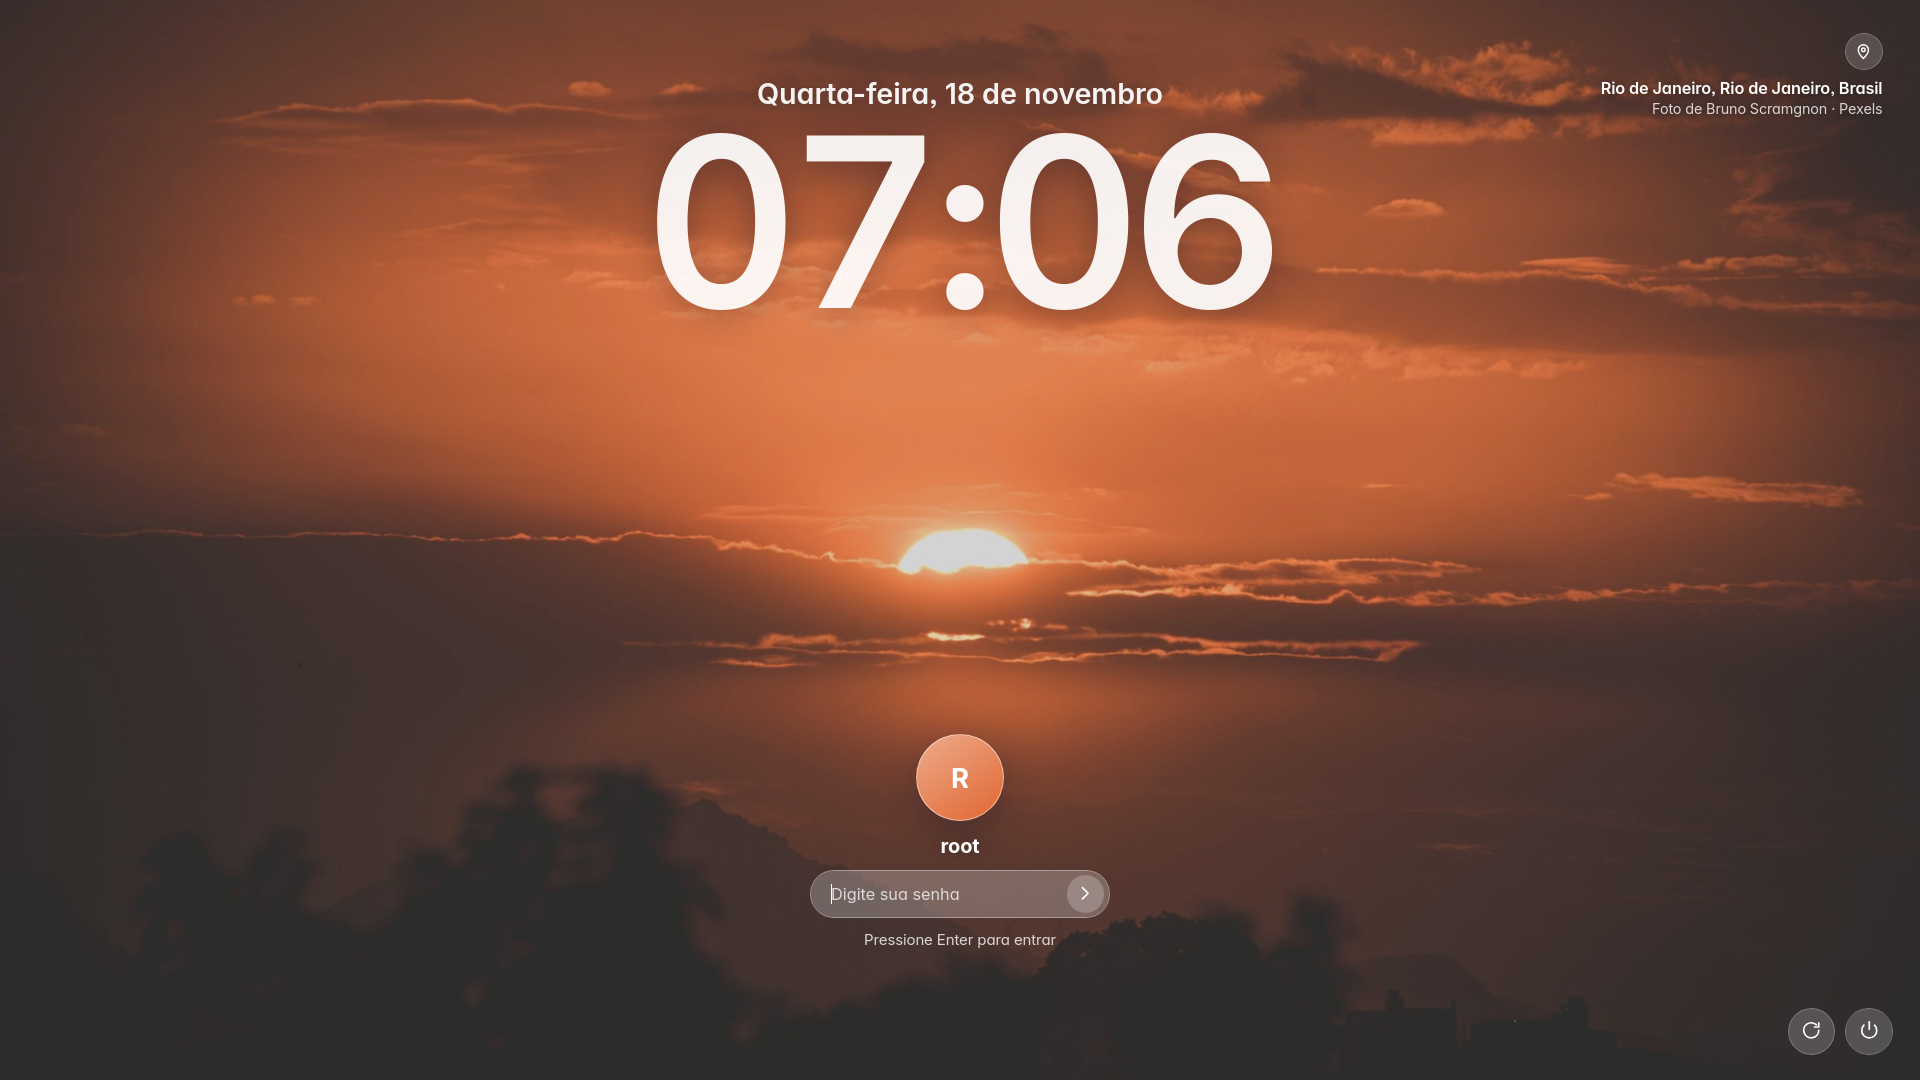 Quarta-feira, 18 de novembro
07:06
Rio de Janeiro, Rio de Janeiro, Brasil
Foto de Bruno Scramgnon · Pexels
R
root
Digite sua senha
Pressione Enter para entrar